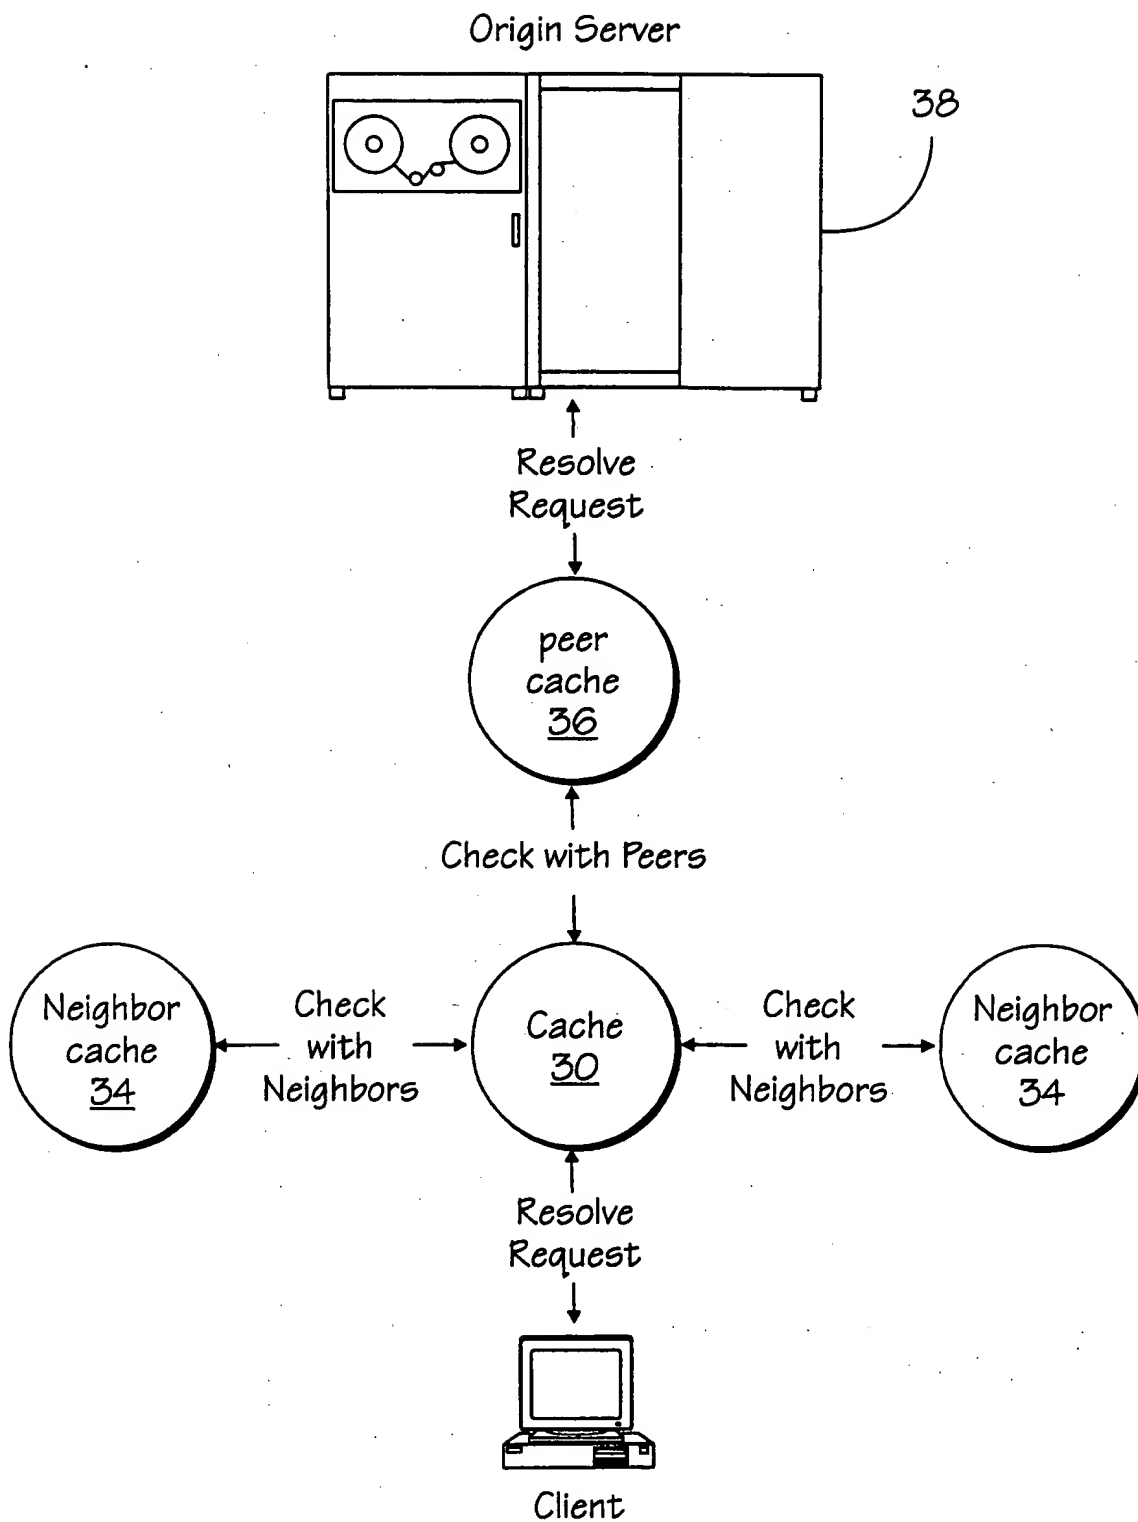 Origin Server
38
Resolve
Request
peer
cache
36
Check with Peers
Neighbor
cache
34
Check
with
Neighbors
Cache
30
Check
with
Neighbors
Neighbor
cache
34
Resolve
Request
Client